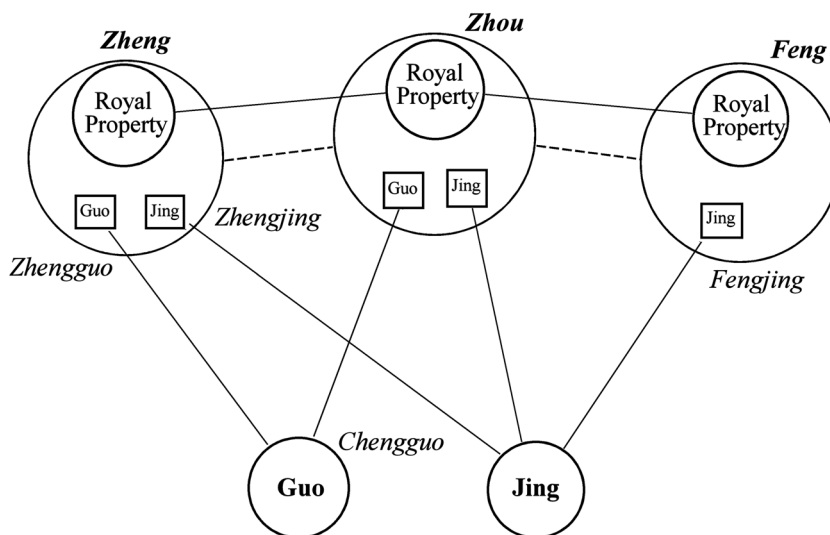 Zheng
Zhou
Feng
Royal
Property
Royal
Property
Royal
Property
Guo
Jing
Guo
Jing
Jing
Zhengjing
Zhengguo
Fengjing
Chengguo
Guo
Jing